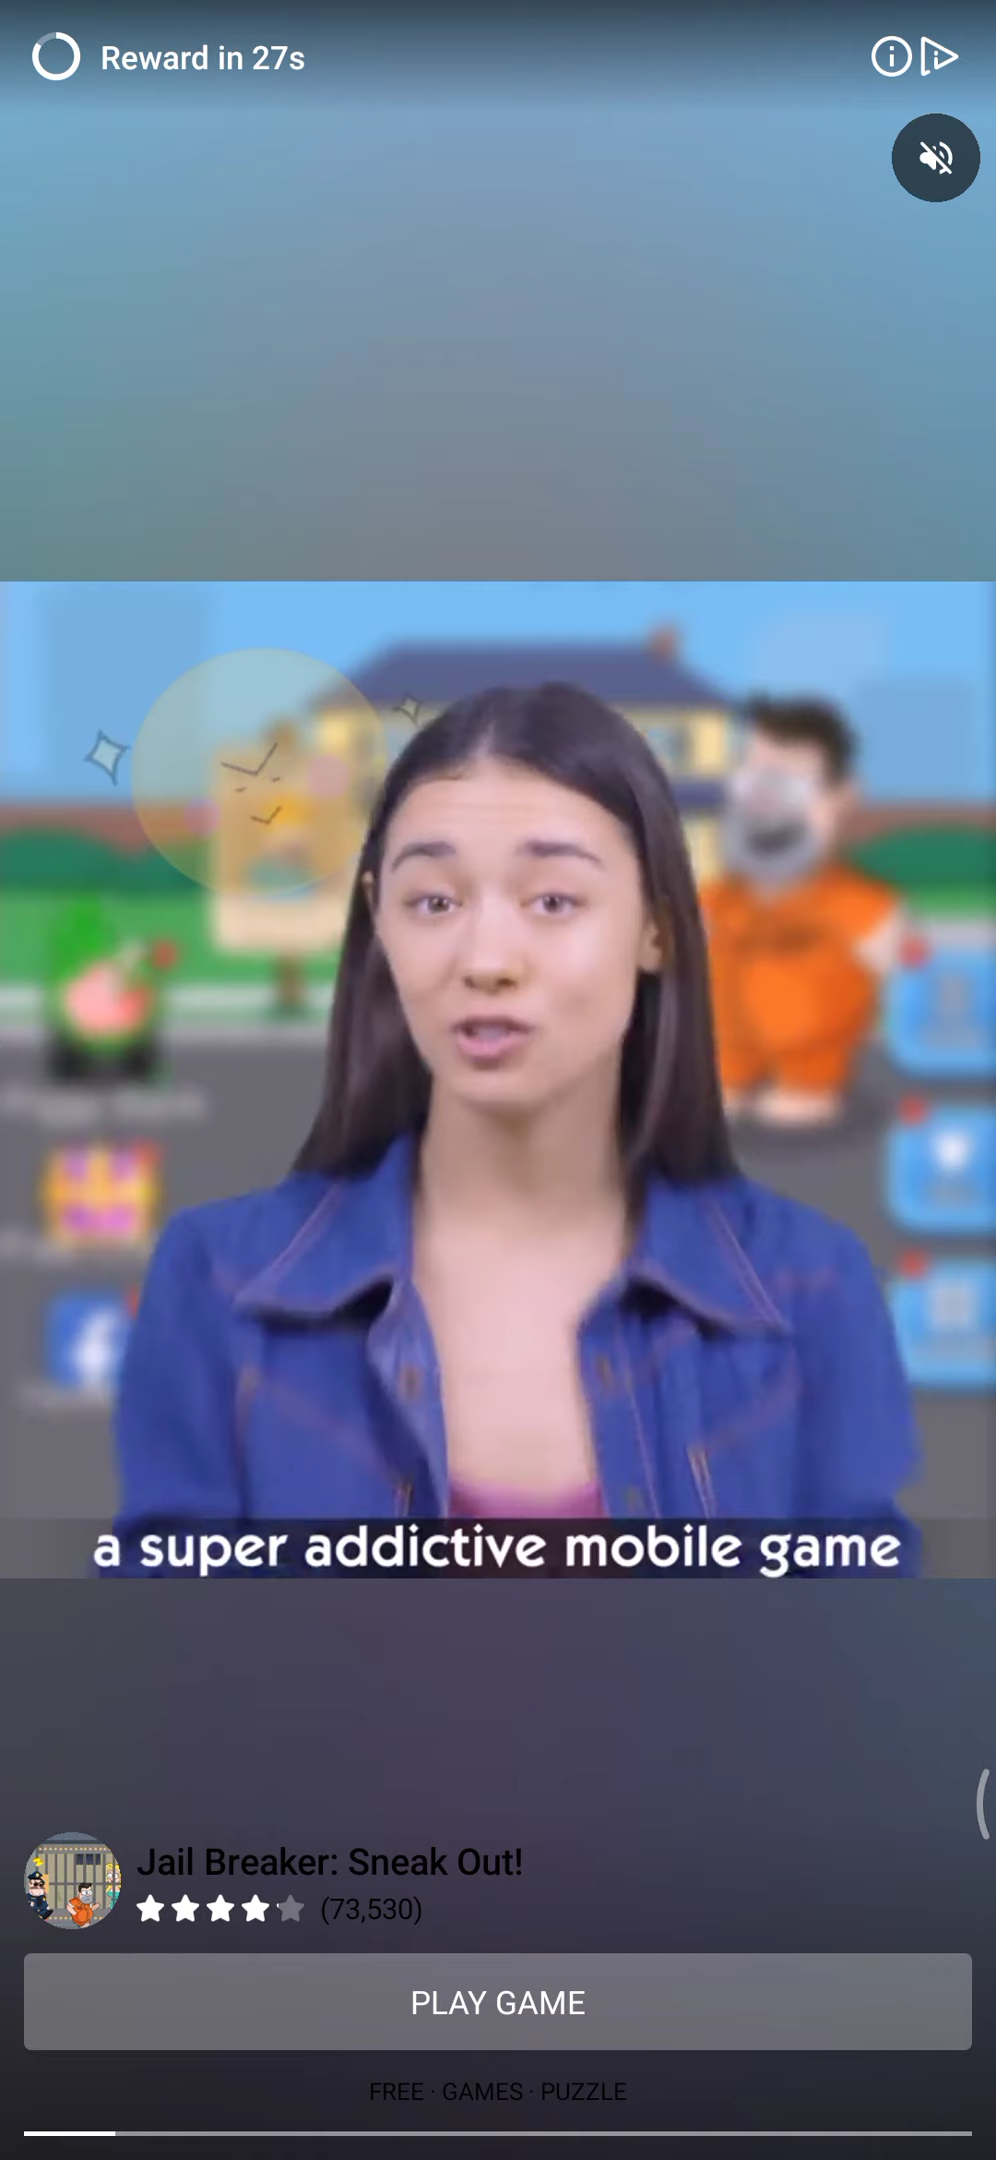 Reward in 27s
a super addictive mobile game
Jail Breaker: Sneak Out!
(73,530)
PLAY GAME
FREE · GAMES · PUZZLE